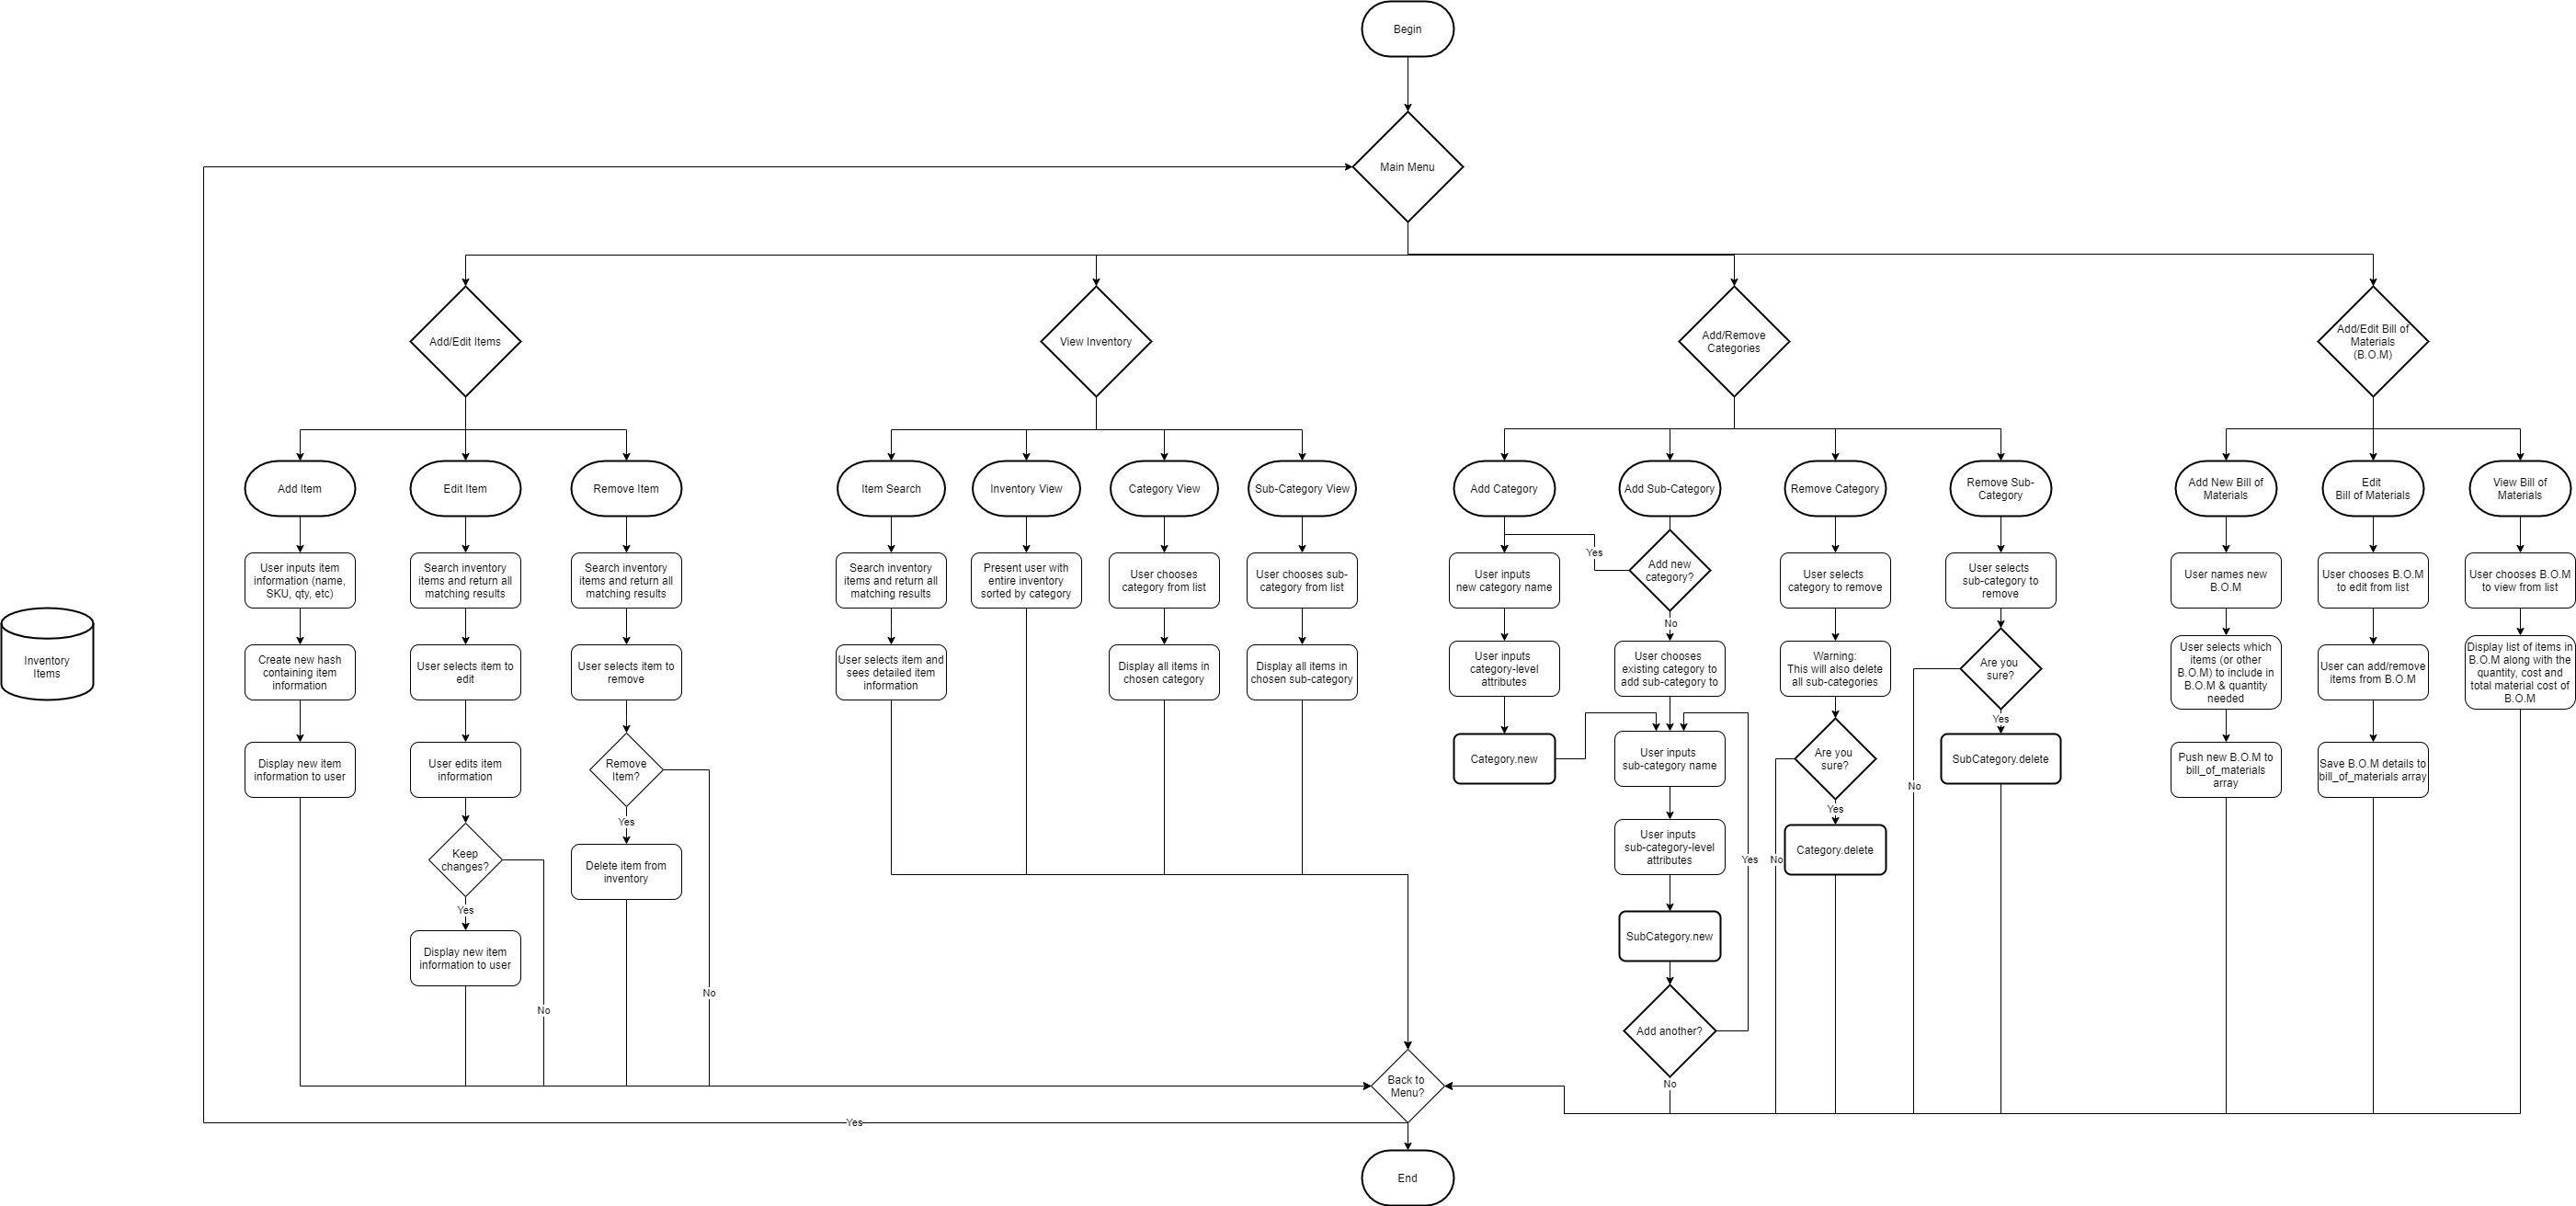 Begin
Main Menu
Add/Edit Items
View Inventory
Add/Remove
Categories
Add/Edit Bill of
Materials
(B.O.M)
Add Item
Edit Item
Remove Item
Item Search
Inventory View
Category View
Sub-Category View
Add Category
Add Sub-Category
Remove Category
Remove Sub-
Category
Add New Bill of
Materials
Edit
Bill of Materials
View Bill of
Materials
User inputs item
information (name,
SKU, qty, etc)
Search inventory
items and return all
matching results
Search inventory
items and return all
matching results
Search inventory
items and return all
matching results
Present user with
entire inventory
sorted by category
User chooses
category from list
User chooses sub-
category from list
User inputs
new category name
Yes
Add new
category?
No
User selects
category to remove
User selects
sub-category to
remove
User names new
B.O.M
User chooses B.O.M
to edit from list
User chooses B.O.M
to view from list
Inventory
Items
Create new hash
containing item
information
User selects item to
edit
User selects item to
remove
User selects item and
sees detailed item
information
Display all items in
chosen category
Display all items in
chosen sub-category
User inputs
category-level
attributes
User chooses
existing category to
add sub-category to
Warning:
This will also delete
all sub-categories
Are you
sure?
Yes
No
User selects which
items (or other
B.O.M) to include in
B.O.M & quantity
needed
User can add/remove
items from B.O.M
Display list of items in
B.O.M along with the
quantity, cost and
total material cost of
B.O.M
Display new item
information to user
User edits item
information
Remove
Item?
Yes
No
Category.new
User inputs
sub-category name
Are you
sure?
Yes
No
SubCategory.delete
Push new B.O.M to
bill_of_materials
array
Save B.O.M details to
bill_of_materials array
Keep
changes?
Yes
No
Delete item from
inventory
User inputs
sub-category-level
attributes
Yes
Category.delete
Display new item
information to user
SubCategory.new
Add another?
No
Back to
Menu?
Yes
End